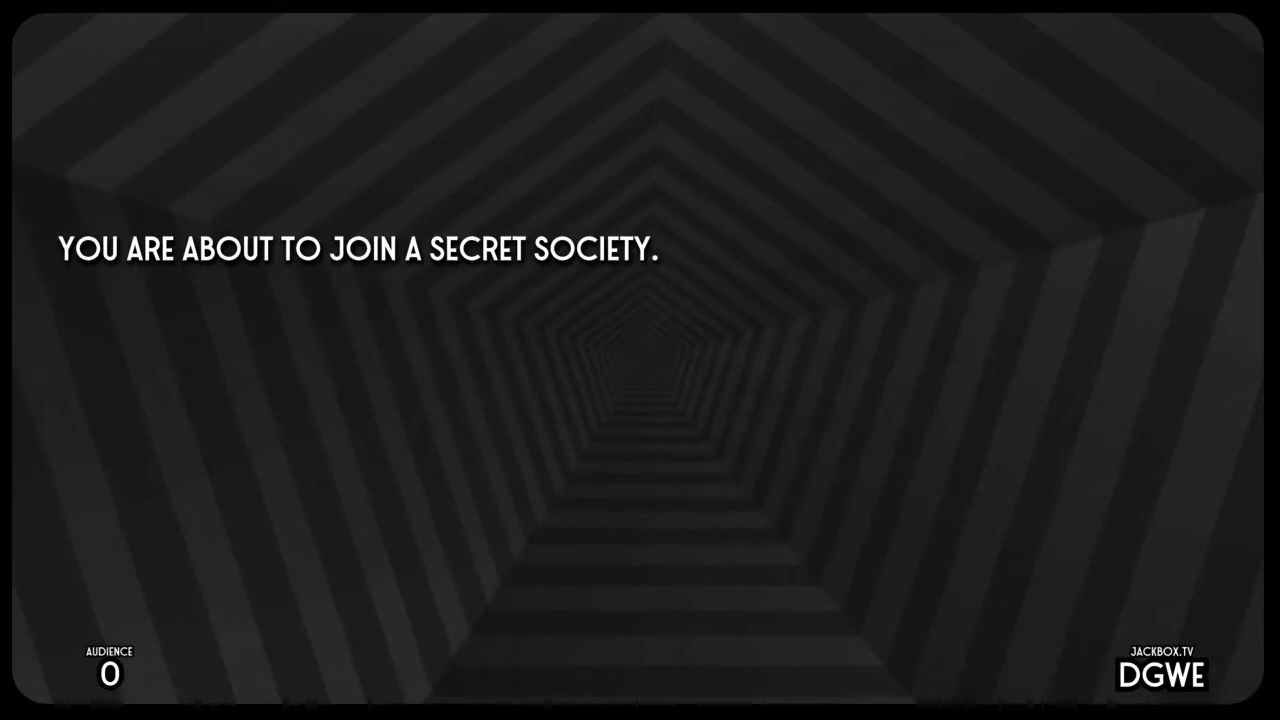 YOU ARE ABOUT TO JOIN A SECRET SOCIETY.
AUDIENCE
0
JACKBOX.TV
DGWE